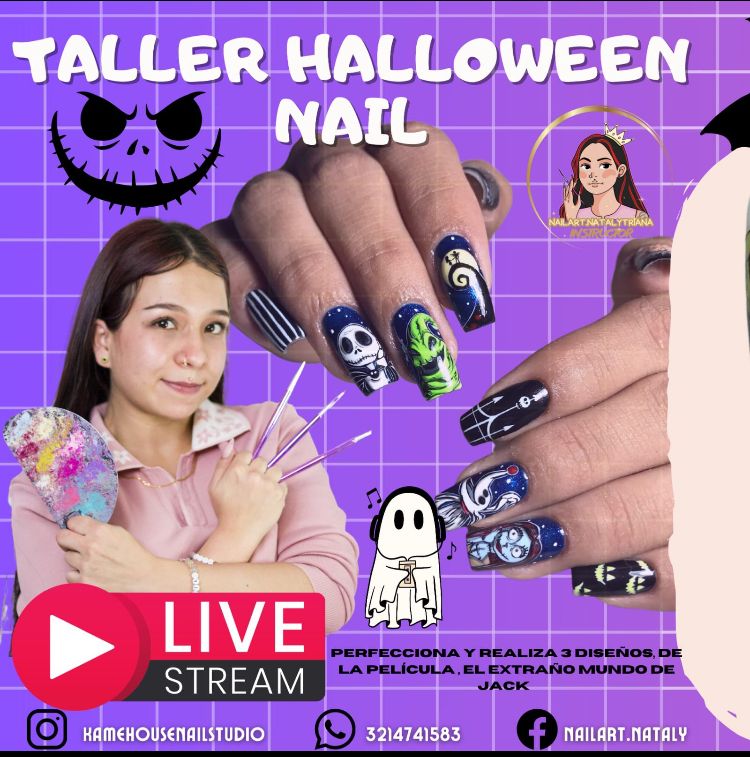 TALLER HALLOWEEN
NAIL
NAILART.NATALYTRIANA
INSTRUCTOR
LIVE
STREAM
PERFECCIONA Y REALIZA 3 DISEÑOS, DE
LA PELÍCULA , EL EXTRAÑO MUNDO DE
JACK
KAMEHOUSENAILSTUDIO
3214741583
NAILART.NATALY